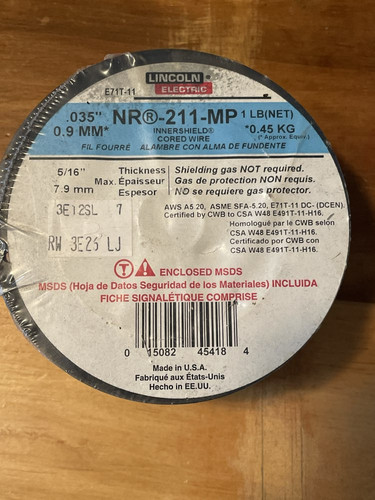 LINCOLN
ELECTRIC
E71T-11
.035" NR®-211-MP 1 LB(NET)
0.9 MM* INNERSHIELD® *0.45 KG
CORED WIRE (* Approx. Equiv.)
FIL FOURRÉ ALAMBRE CON ALMA DE FUNDENTE
5/16" Thickness Shielding gas NOT required.
Max. Épaisseur Gas de protection NON requis.
7.9 mm Espesor NO se requiere gas protector.
3E12SL 7
AWS A5.20, ASME SFA-5.20, E71T-11 DC- (DCEN).
Certified by CWB to CSA W48 E491T-11-H16.
Homologué par lé CWB selón
CSA W48 E491T-11-H16.
Certificado por CWB con
CSA W48 E491T-11-H16.
RW 3E26 LJ
T ! ENCLOSED MSDS
MSDS (Hoja de Datos Seguridad de los Materiales) INCLUIDA
FICHE SIGNALÉTIQUE COMPRISE
0 15082 45418 4
Made in U.S.A.
Fabriqué aux États-Unis
Hecho in EE.UU.